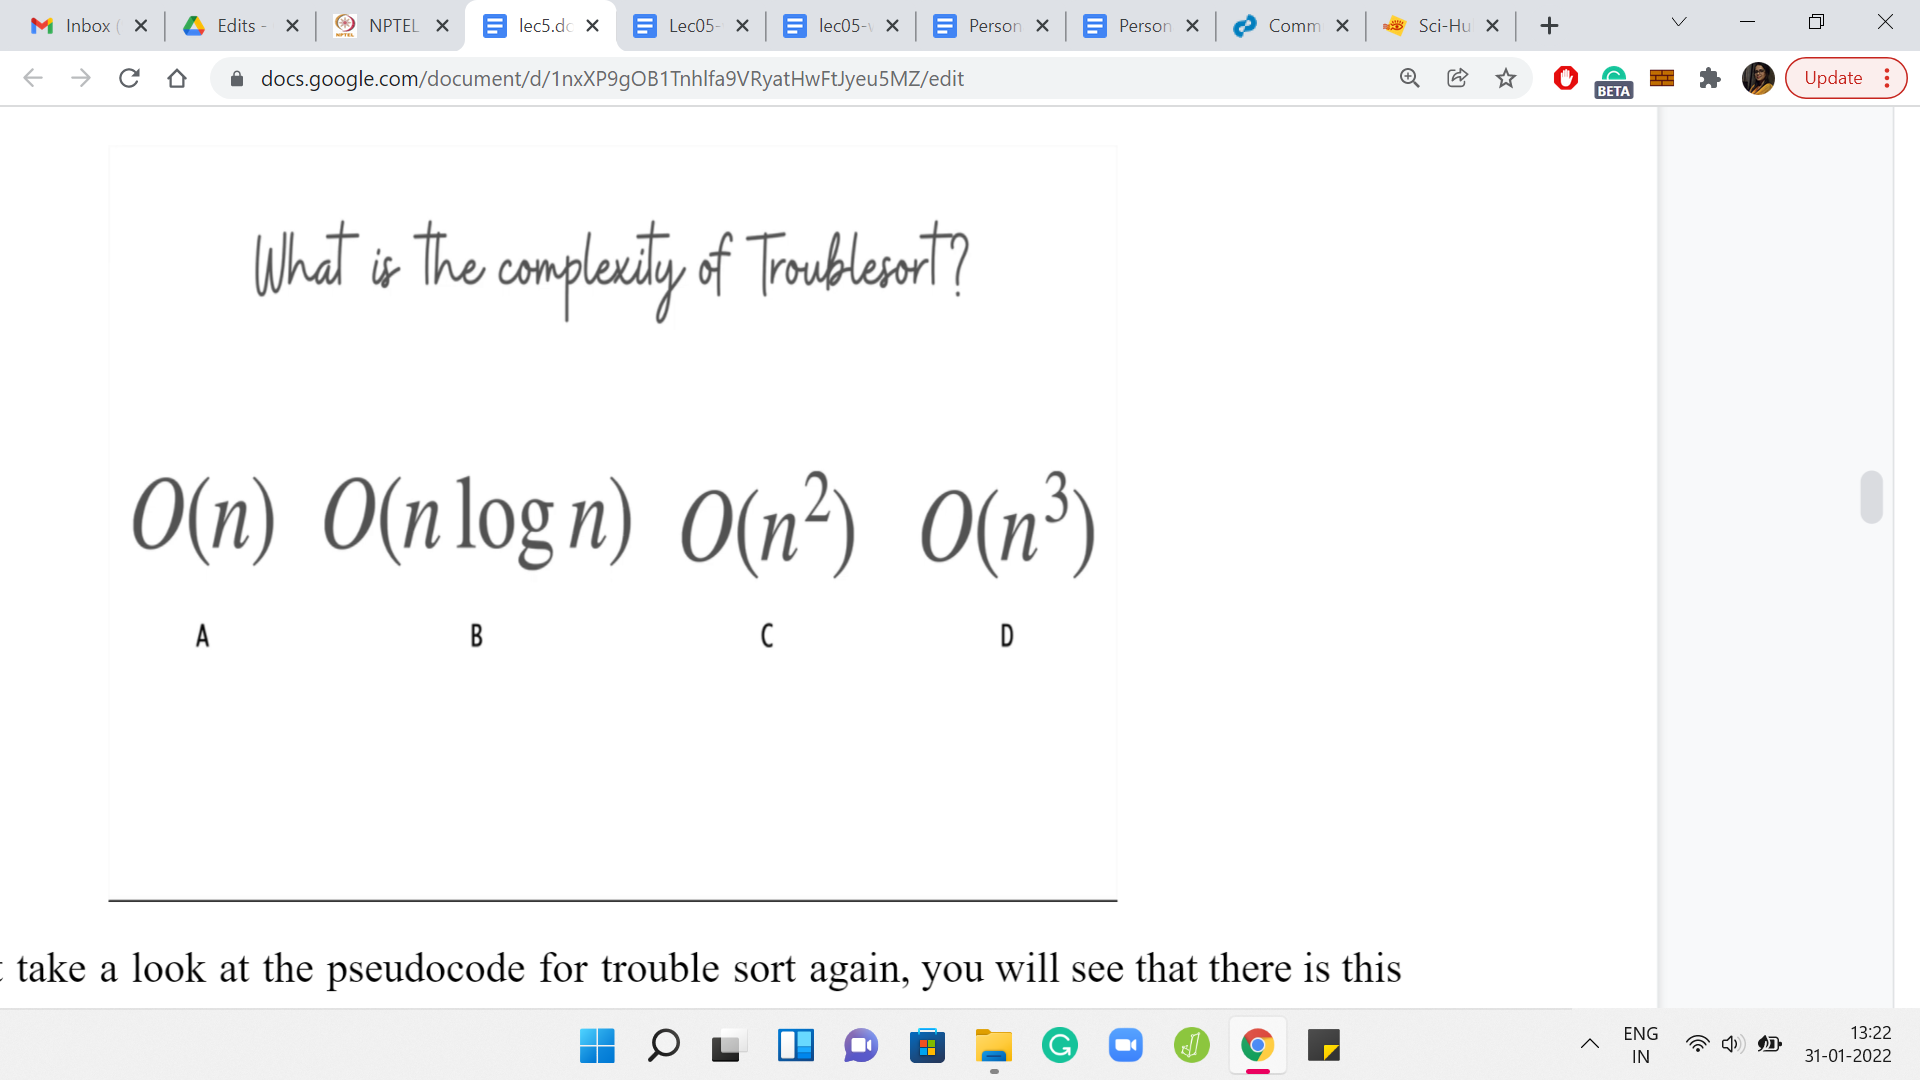 Inbox (
Edits -
NPTEL
lec5.dc
Lec05-
lec05-v
Person
Person
Comm
Sci-Hu
docs.google.com/document/d/1nxXP9gOB1Tnhlfa9VRyatHwFtJyeu5MZ/edit
BETA
Update
What is the complexity of Troublesort?
O(n) O(n log n) O(n²) O(n³)
A B C D
take a look at the pseudocode for trouble sort again, you will see that there is this
ENG
IN
13:22
31-01-2022